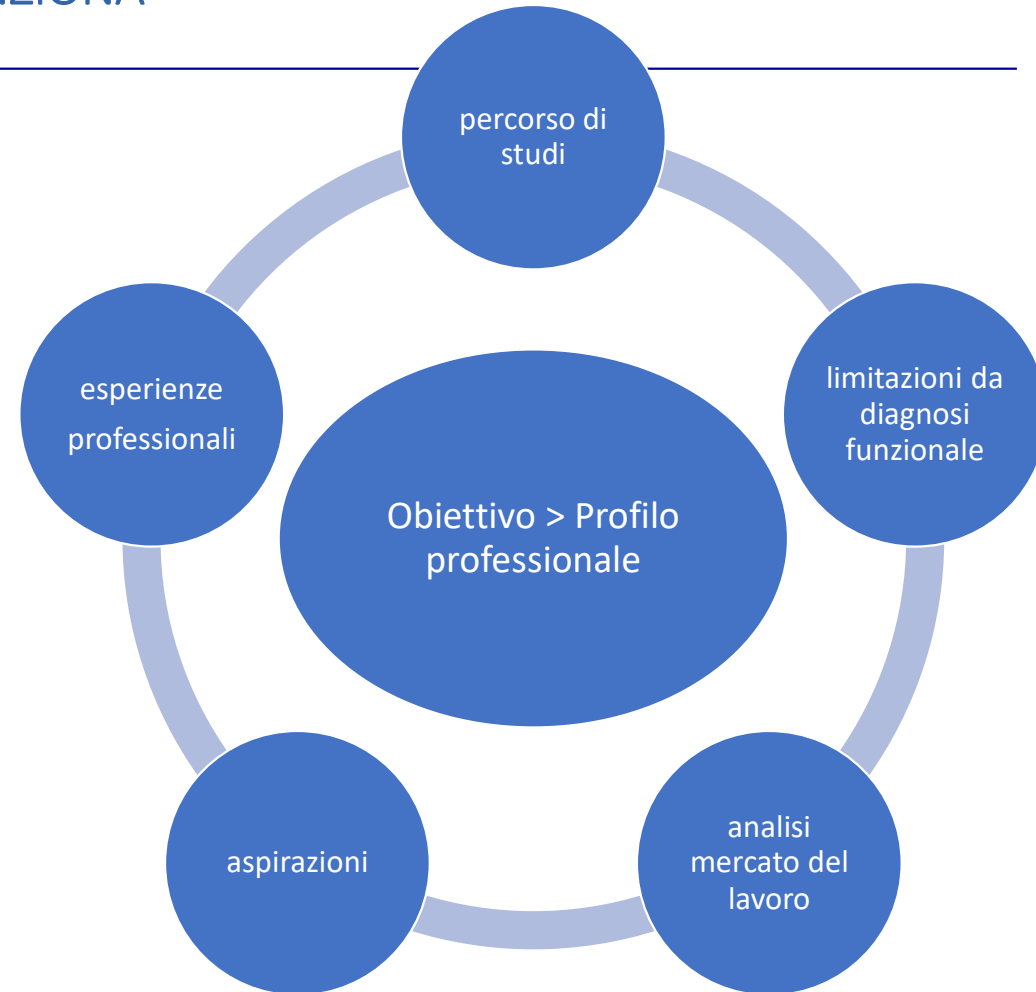 percorso di
studi
limitazioni da
diagnosi
funzionale
analisi
mercato del
lavoro
aspirazioni
esperienze
professionali
Obiettivo > Profilo
professionale